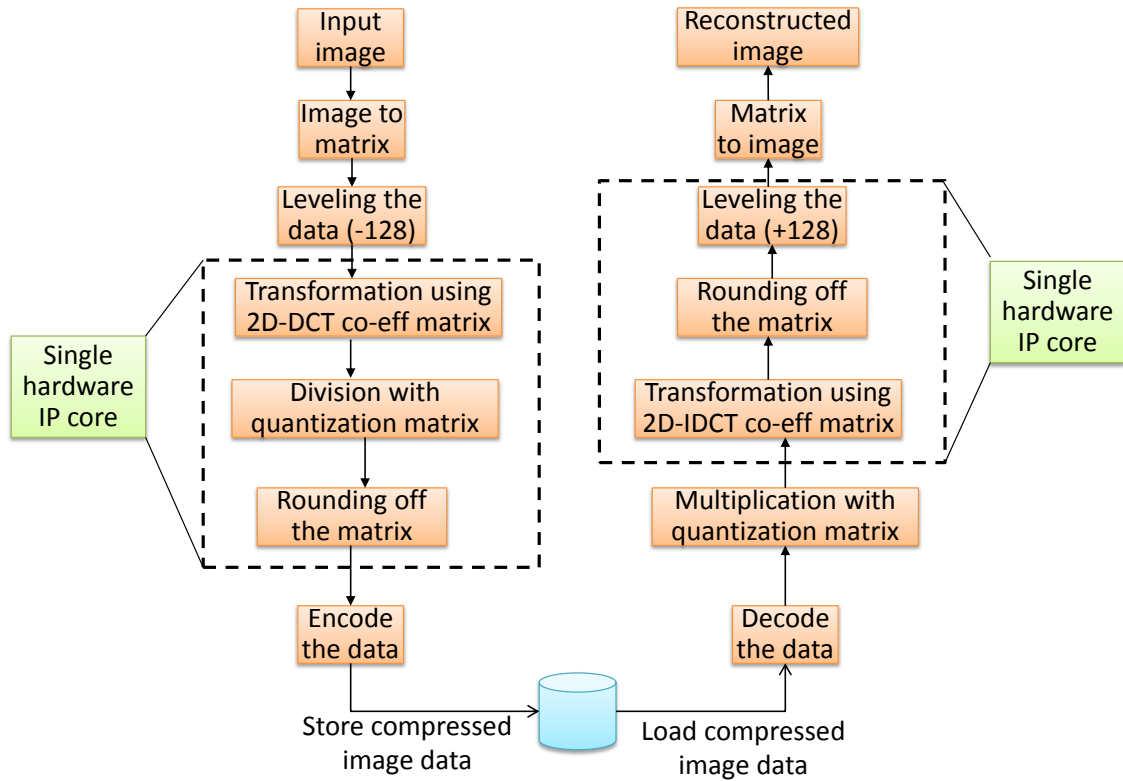 Input
image
Image to
matrix
Leveling the
data (-128)
Transformation using
2D-DCT co-eff matrix
Single
hardware
IP core
Division with
quantization matrix
Rounding off
the matrix
Encode
the data
Store compressed
image data
Reconstructed
image
Matrix
to image
Leveling the
data (+128)
Single
hardware
IP core
Rounding off
the matrix
Transformation using
2D-IDCT co-eff matrix
Multiplication with
quantization matrix
Decode
the data
Load compressed
image data